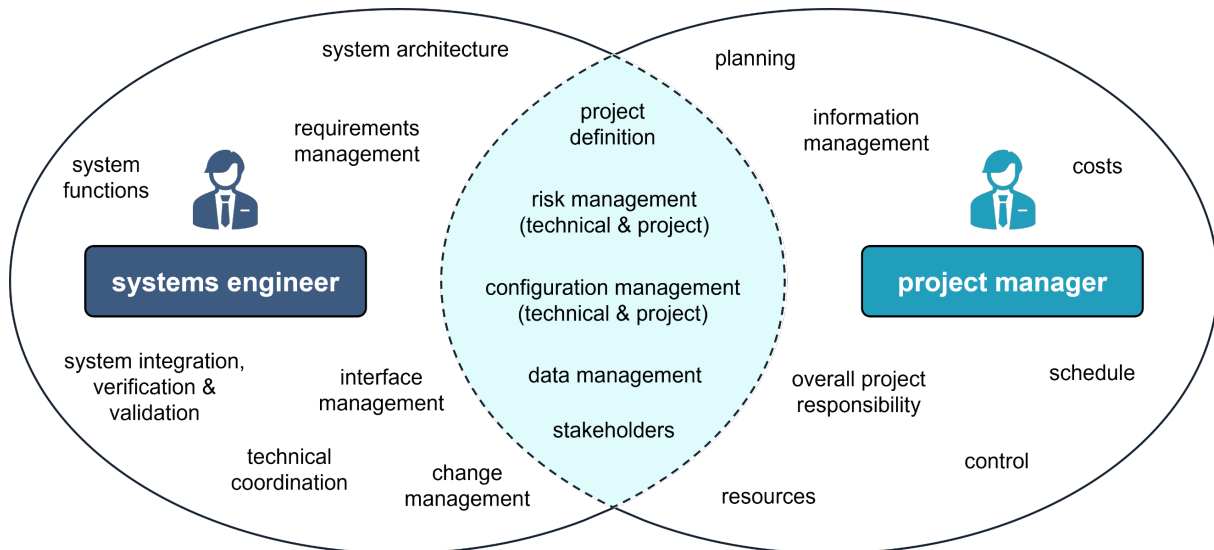 system architecture
requirements
management
system
functions
systems engineer
system integration,
verification &
validation
interface
management
technical
coordination
change
management
project
definition
risk management
(technical & project)
configuration management
(technical & project)
data management
stakeholders
planning
information
management
costs
project manager
overall project
responsibility
schedule
control
resources